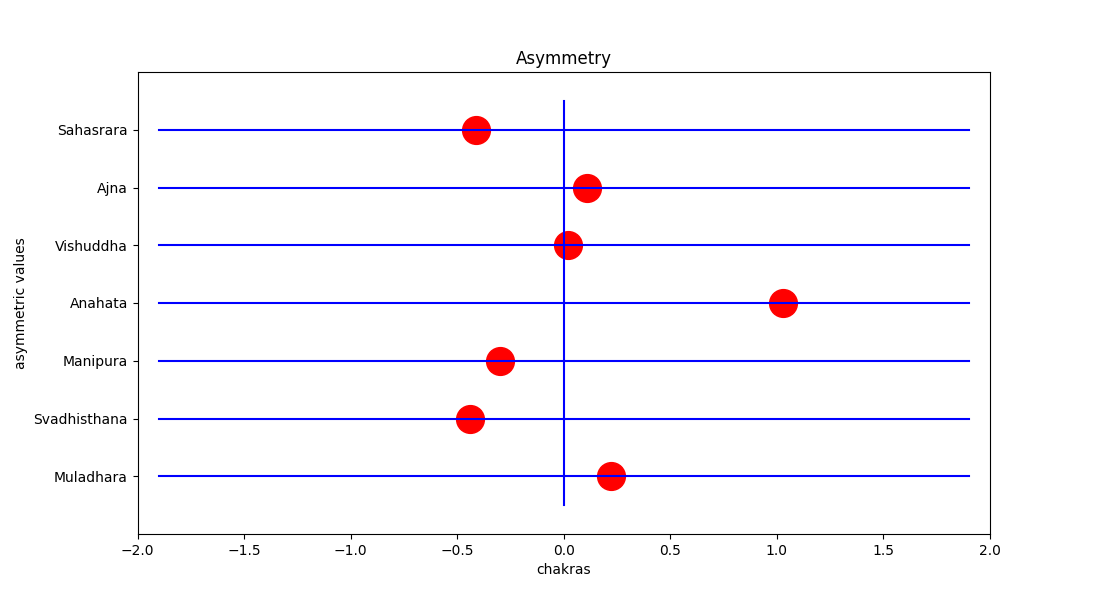 Asymmetry
Sahasrara
Ajna
Vishuddha
Anahata
Manipura
Svadhisthana
Muladhara
asymmetric values
−2.0 −1.5 −1.0 −0.5 0.0 0.5 1.0 1.5 2.0
chakras